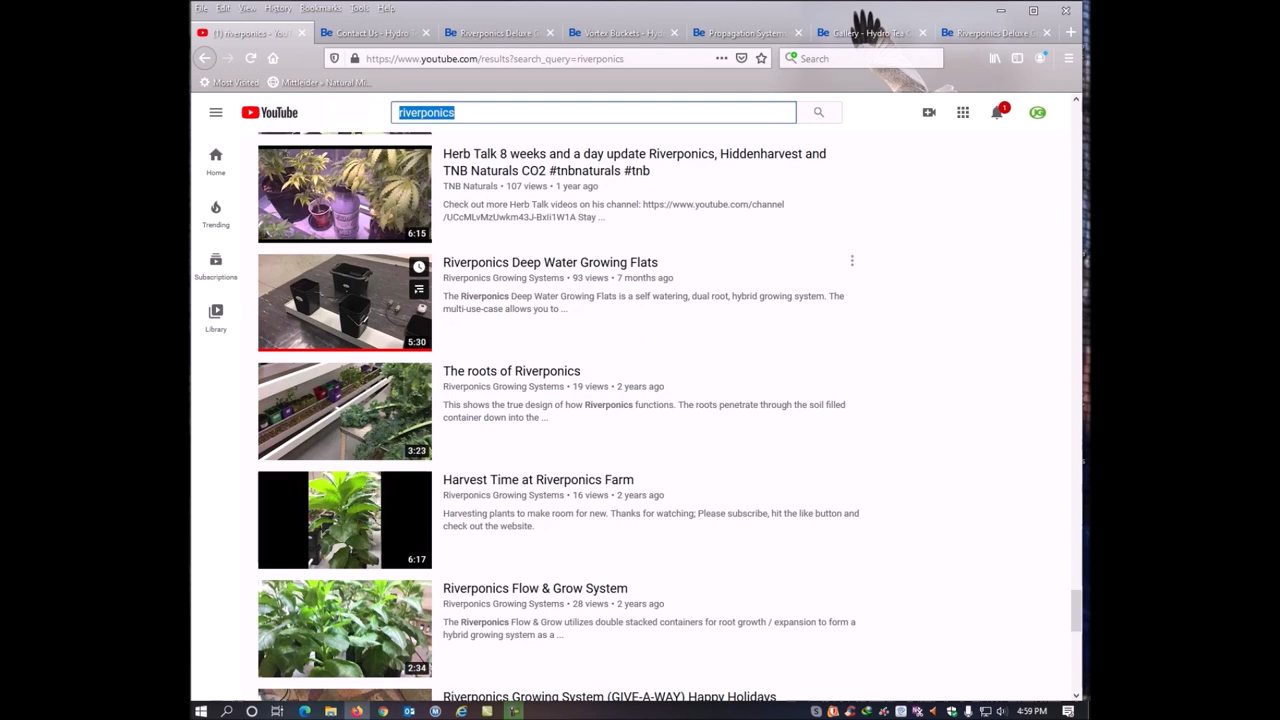 File Edit View History Bookmarks Tools Help
(1) riverponics - You
Contact Us - Hydro T
Riverponics Deluxe G
Vortex Buckets - Hydr
Propagation Systems
Gallery - Hydro Tea C
Riverponics Deluxe G
https://www.youtube.com/results?search_query=riverponics
Search
Most Visited
Mittleider ~ Natural Mi...
YouTube
riverponics
1
Home
Trending
Subscriptions
Library
Herb Talk 8 weeks and a day update Riverponics, Hiddenharvest and
TNB Naturals CO2 #tnbnaturals #tnb
TNB Naturals • 107 views • 1 year ago
Check out more Herb Talk videos on his channel: https://www.youtube.com/channel
/UCcMLvMzUwkm43J-BxIi1W1A Stay ...
6:15
Riverponics Deep Water Growing Flats
Riverponics Growing Systems • 93 views • 7 months ago
The Riverponics Deep Water Growing Flats is a self watering, dual root, hybrid growing system. The
multi-use-case allows you to ...
5:30
The roots of Riverponics
Riverponics Growing Systems • 19 views • 2 years ago
This shows the true design of how Riverponics functions. The roots penetrate through the soil filled
container down into the ...
3:23
Harvest Time at Riverponics Farm
Riverponics Growing Systems • 16 views • 2 years ago
Harvesting plants to make room for new. Thanks for watching; Please subscribe, hit the like button and
check out the website.
6:17
Riverponics Flow & Grow System
Riverponics Growing Systems • 28 views • 2 years ago
The Riverponics Flow & Grow utilizes double stacked containers for root growth / expansion to form a
hybrid growing system as a ...
2:34
Riverponics Growing System (GIVE-A-WAY) Happy Holidays
4:59 PM